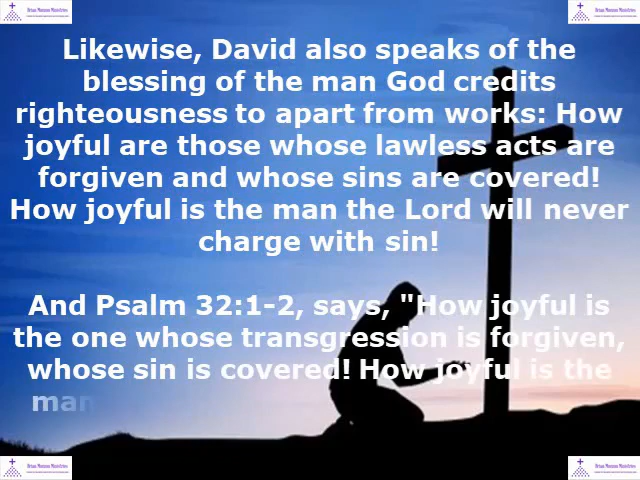 Likewise, David also speaks of the
blessing of the man God credits
righteousness to apart from works: How
joyful are those whose lawless acts are
forgiven and whose sins are covered!
How joyful is the man the Lord will never
charge with sin!
And Psalm 32:1-2, says, "How joyful is
the one whose transgression is forgiven,
whose sin is covered! How joyful is the
man